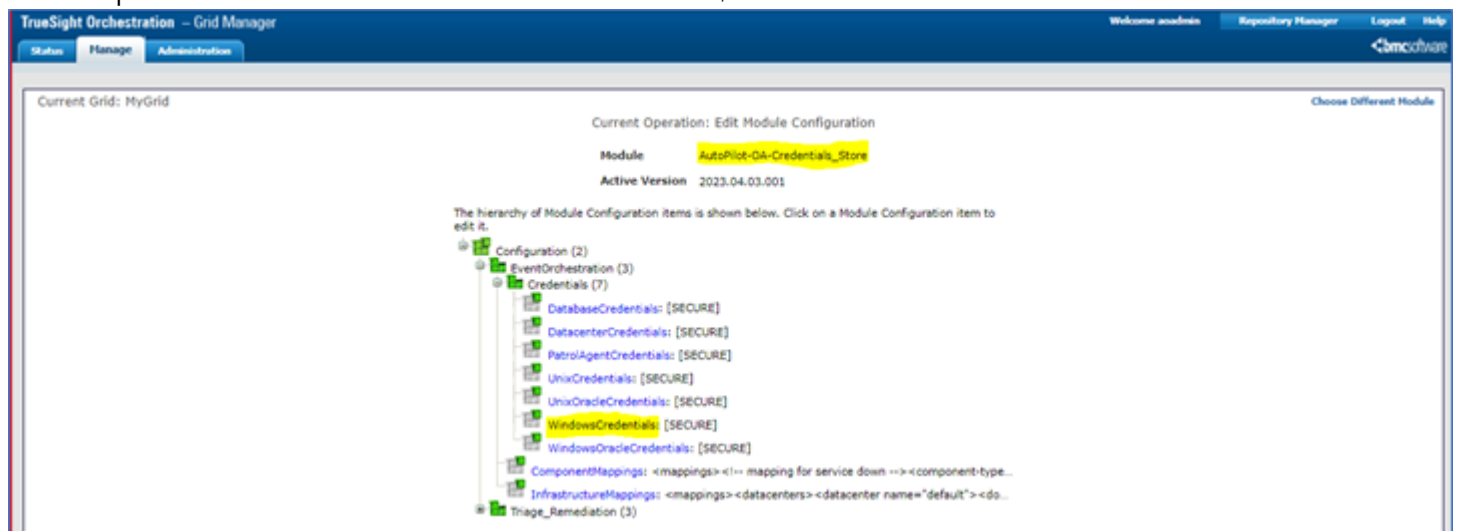 TrueSight Orchestration – Grid Manager
Welcome aoadmin Repository Manager Logout Help
Status Manage Administration
<bmcsoftware
Current Grid: MyGrid
Choose Different Module
Current Operation: Edit Module Configuration
Module AutoPilot-OA-Credentials_Store
Active Version 2023.04.03.001
The hierarchy of Module Configuration items is shown below. Click on a Module Configuration item to
edit it.
Configuration (2)
EventOrchestration (3)
Credentials (7)
DatabaseCredentials: [SECURE]
DatacenterCredentials: [SECURE]
PatrolAgentCredentials: [SECURE]
UnixCredentials: [SECURE]
UnixOracleCredentials: [SECURE]
WindowsCredentials: [SECURE]
WindowsOracleCredentials: [SECURE]
ComponentMappings: <mappings><!-- mapping for service down --><component-type...
InfrastructureMappings: <mappings><datacenters><datacenter name="default"><do...
Triage_Remediation (3)